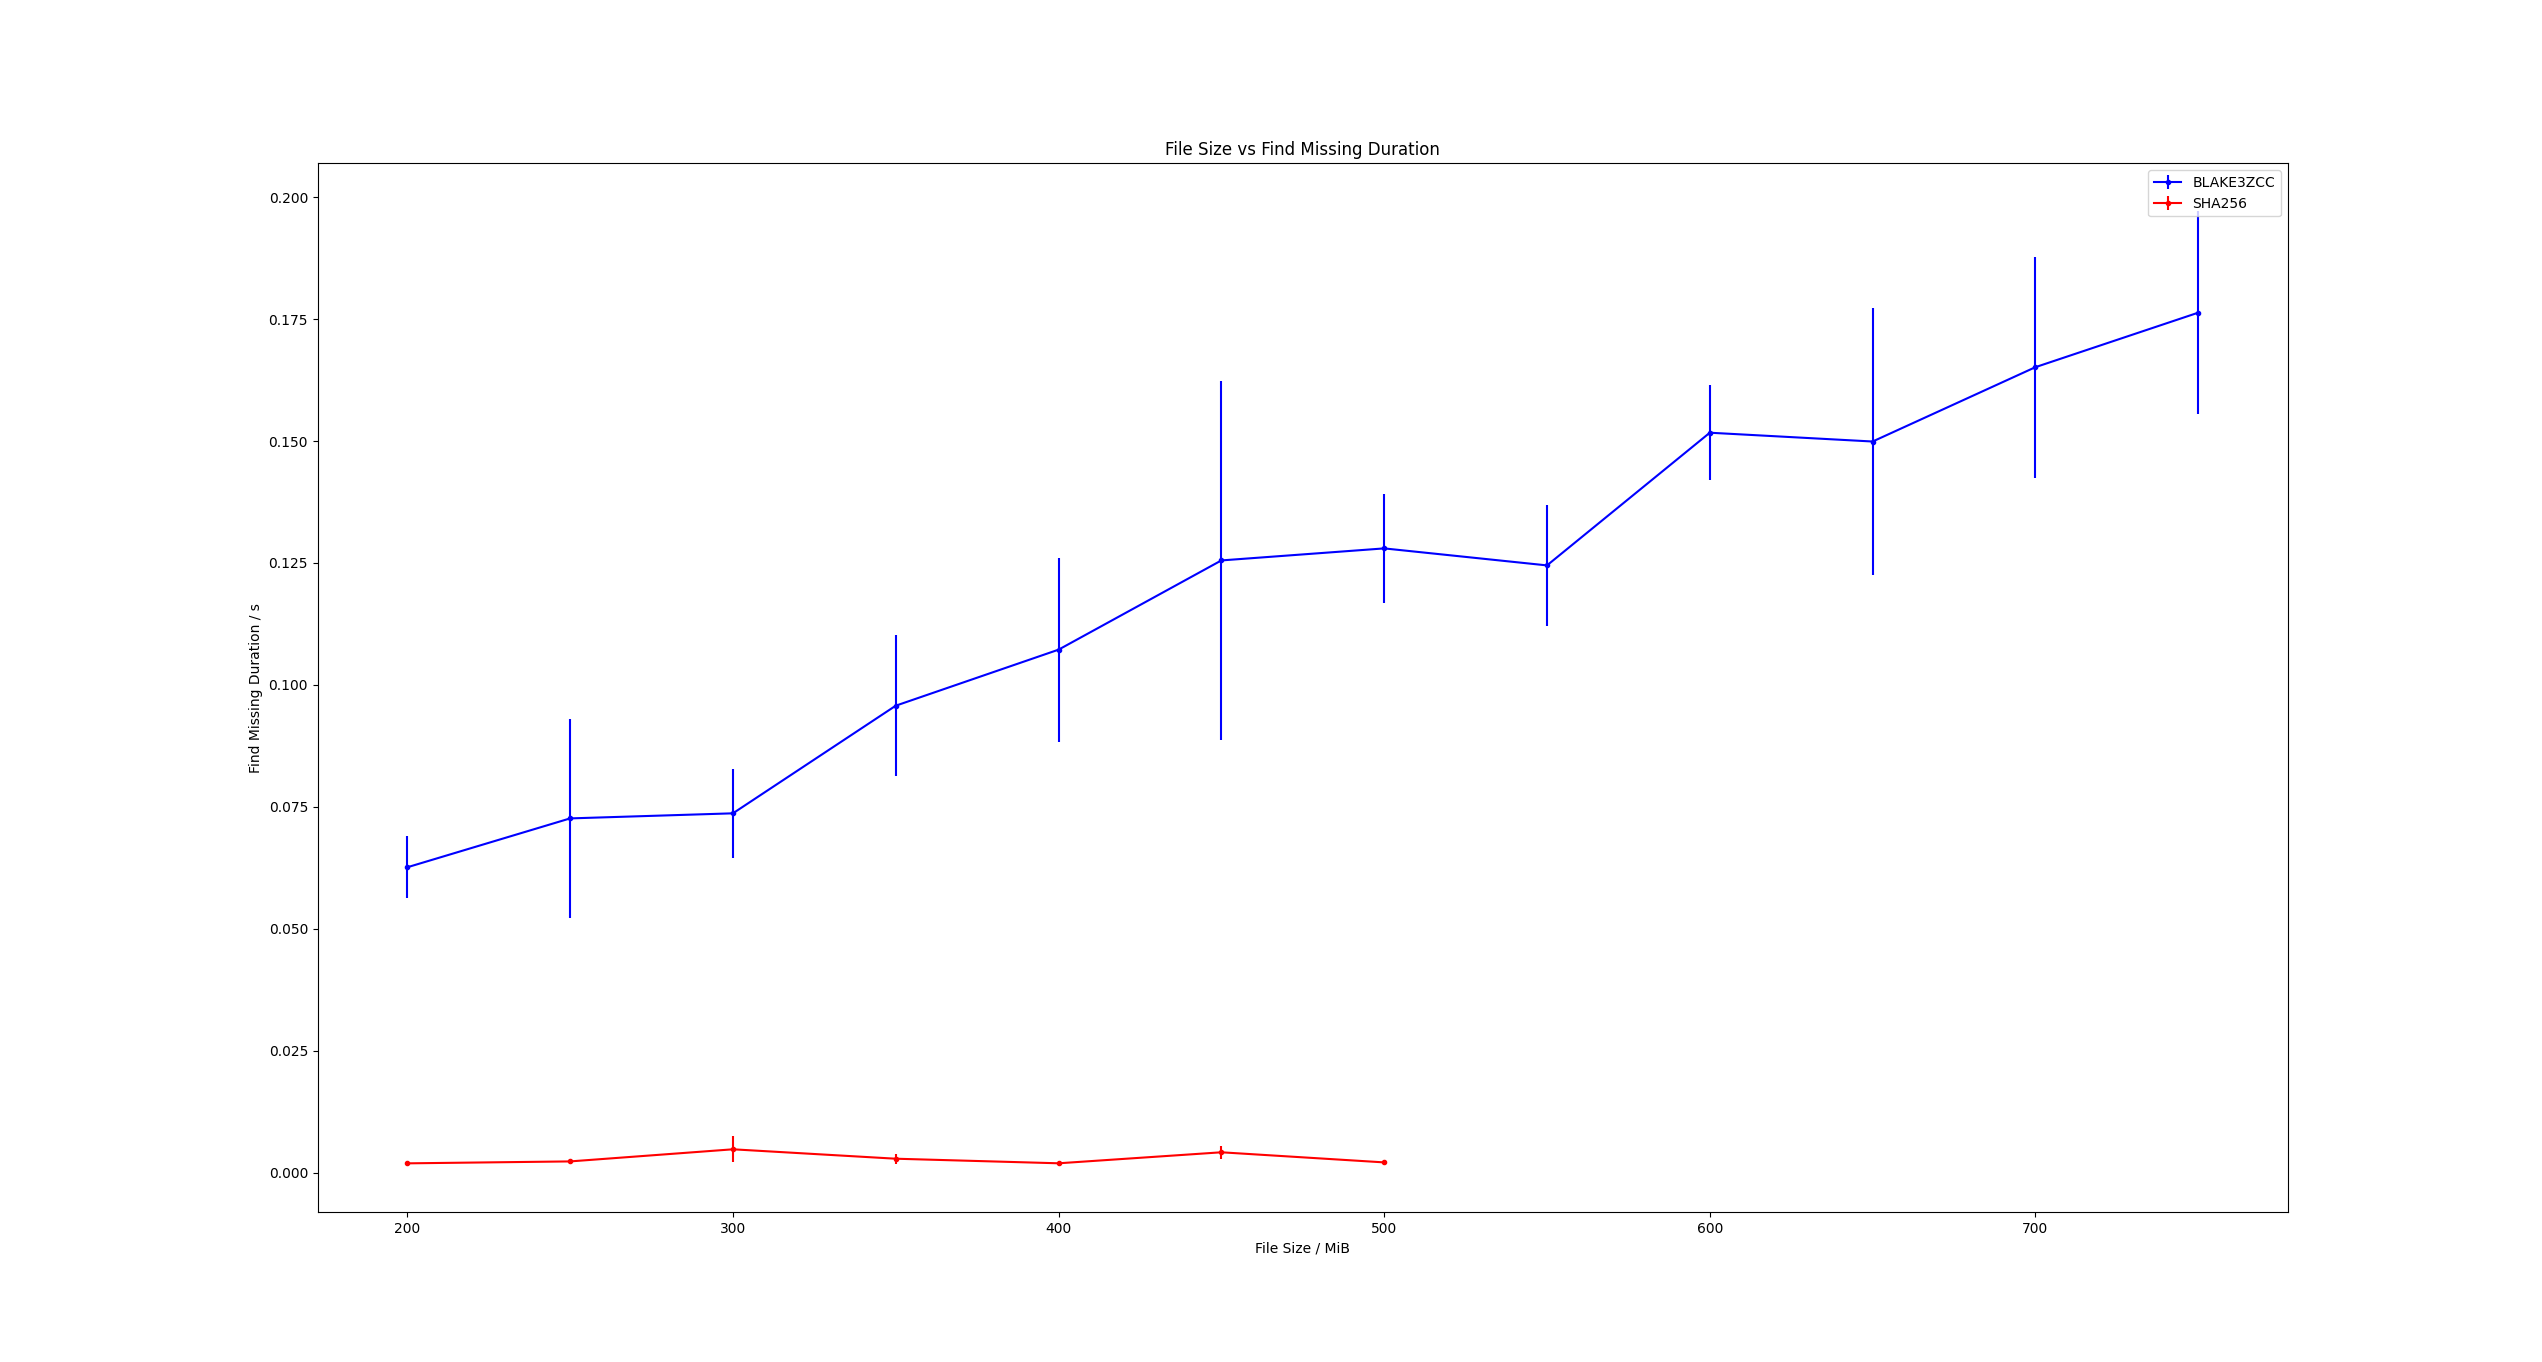 File Size vs Find Missing Duration
BLAKE3ZCC
SHA256
0.200
0.175
0.150
0.125
0.100
0.075
0.050
0.025
0.000
Find Missing Duration / s
200 300 400 500 600 700
File Size / MiB